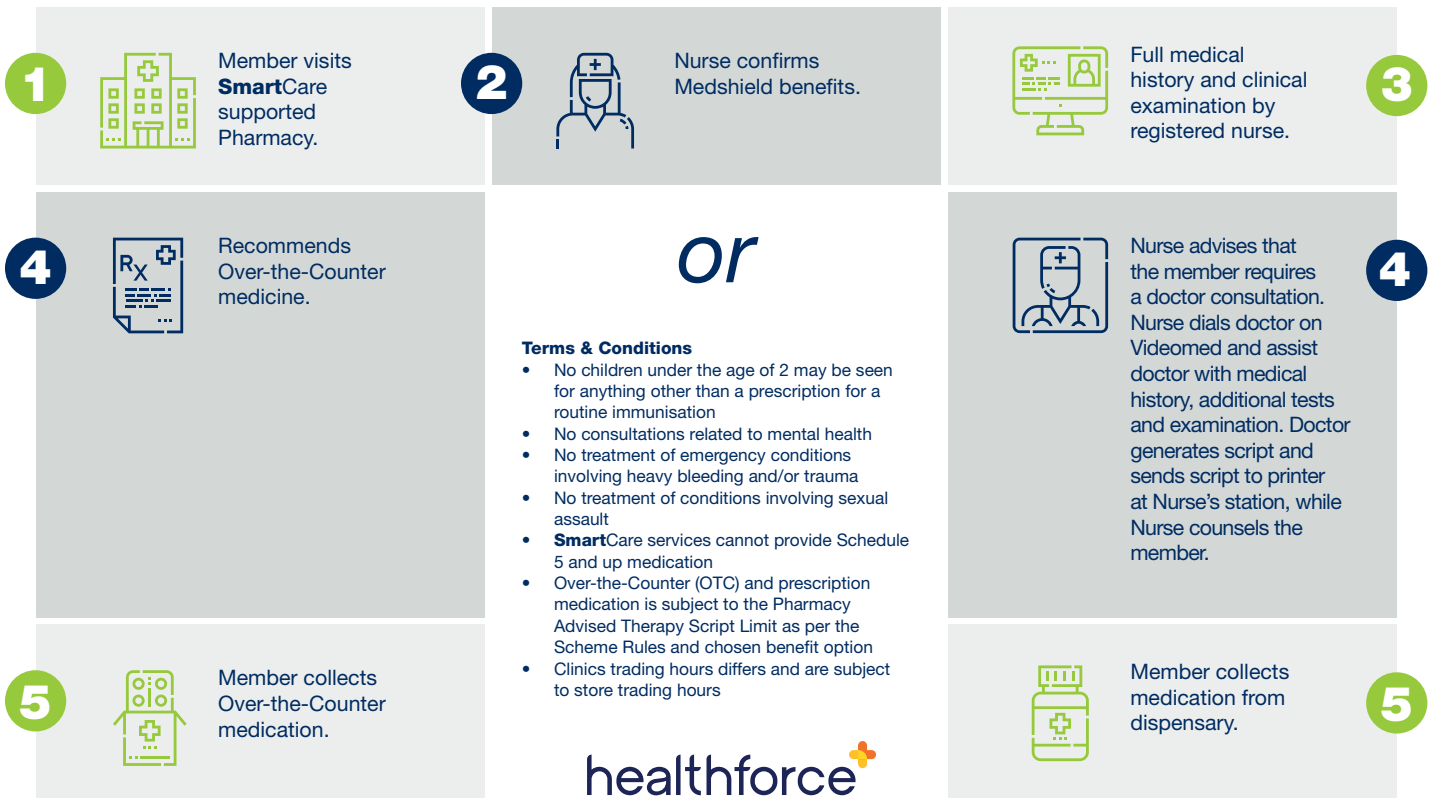 1
Member visits
SmartCare
supported
Pharmacy.
2
Nurse confirms
Medshield benefits.
3
Full medical
history and clinical
examination by
registered nurse.
4
Rx
Recommends
Over-the-Counter
medicine.
or
4
Nurse advises that
the member requires
a doctor consultation.
Nurse dials doctor on
Videomed and assist
doctor with medical
history, additional tests
and examination. Doctor
generates script and
sends script to printer
at Nurse's station, while
Nurse counsels the
member.
Terms & Conditions
• No children under the age of 2 may be seen
for anything other than a prescription for a
routine immunisation
• No consultations related to mental health
• No treatment of emergency conditions
involving heavy bleeding and/or trauma
• No treatment of conditions involving sexual
assault
• SmartCare services cannot provide Schedule
5 and up medication
• Over-the-Counter (OTC) and prescription
medication is subject to the Pharmacy
Advised Therapy Script Limit as per the
Scheme Rules and chosen benefit option
• Clinics trading hours differs and are subject
to store trading hours
5
Member collects
Over-the-Counter
medication.
5
Member collects
medication from
dispensary.
healthforce